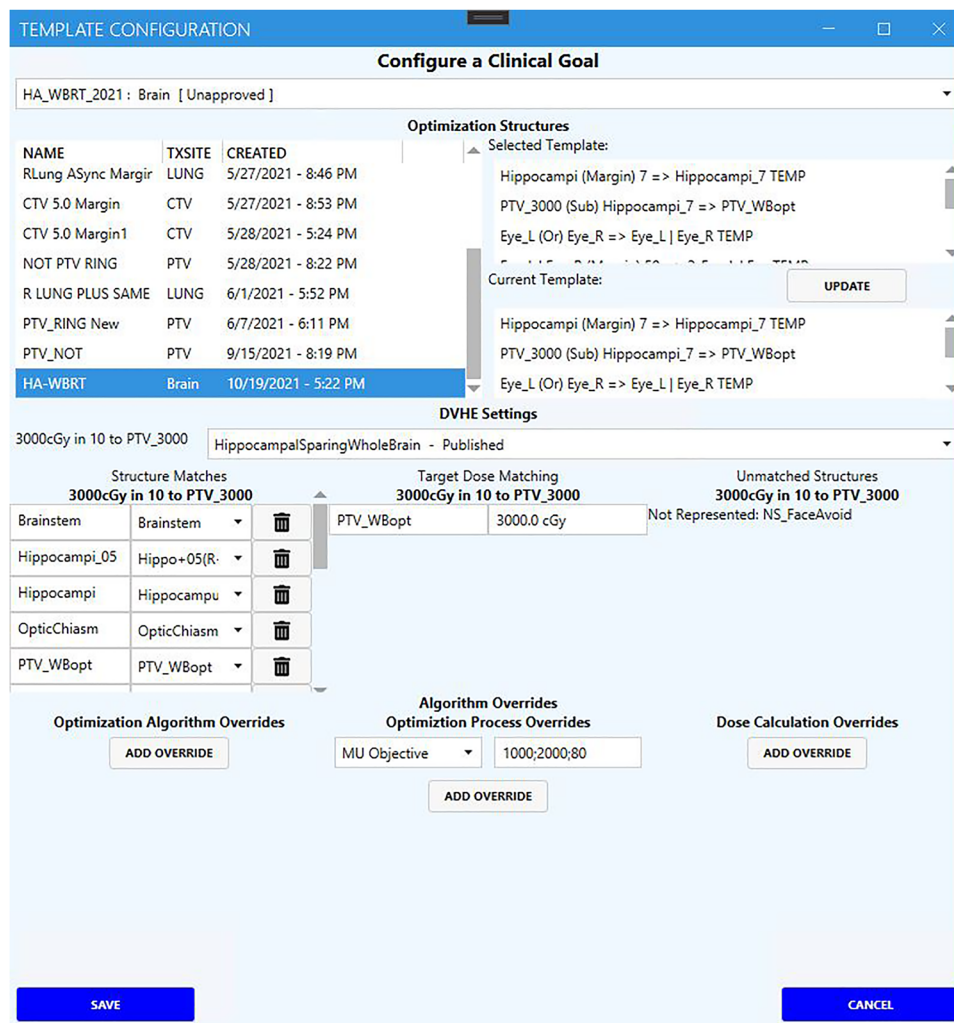 TEMPLATE CONFIGURATION
Configure a Clinical Goal
HA_WBRT_2021 : Brain [ Unapproved ]
Optimization Structures
NAME TXSITE CREATED
RLung ASync Margir LUNG 5/27/2021 - 8:46 PM
CTV 5.0 Margin CTV 5/27/2021 - 8:53 PM
CTV 5.0 Margin1 CTV 5/28/2021 - 5:24 PM
NOT PTV RING PTV 5/28/2021 - 8:22 PM
R LUNG PLUS SAME LUNG 6/1/2021 - 5:52 PM
PTV_RING New PTV 6/7/2021 - 6:11 PM
PTV_NOT PTV 9/15/2021 - 8:19 PM
HA-WBRT Brain 10/19/2021 - 5:22 PM
Selected Template:
Hippocampi (Margin) 7 => Hippocampi_7 TEMP
PTV_3000 (Sub) Hippocampi_7 => PTV_WBopt
Eye_L (Or) Eye_R => Eye_L | Eye_R TEMP
Current Template:
UPDATE
Hippocampi (Margin) 7 => Hippocampi_7 TEMP
PTV_3000 (Sub) Hippocampi_7 => PTV_WBopt
Eye_L (Or) Eye_R => Eye_L | Eye_R TEMP
DVHE Settings
3000cGy in 10 to PTV_3000
HippocampalSparingWholeBrain - Published
Structure Matches
3000cGy in 10 to PTV_3000
Brainstem Brainstem
Hippocampi_05 Hippo+05(R-
Hippocampi Hippocampu
OpticChiasm OpticChiasm
PTV_WBopt PTV_WBopt
Target Dose Matching
3000cGy in 10 to PTV_3000
PTV_WBopt 3000.0 cGy
Unmatched Structures
3000cGy in 10 to PTV_3000
Not Represented: NS_FaceAvoid
Algorithm Overrides
Optimization Algorithm Overrides
ADD OVERRIDE
Optimiztion Process Overrides
MU Objective 1000;2000;80
ADD OVERRIDE
Dose Calculation Overrides
ADD OVERRIDE
SAVE
CANCEL